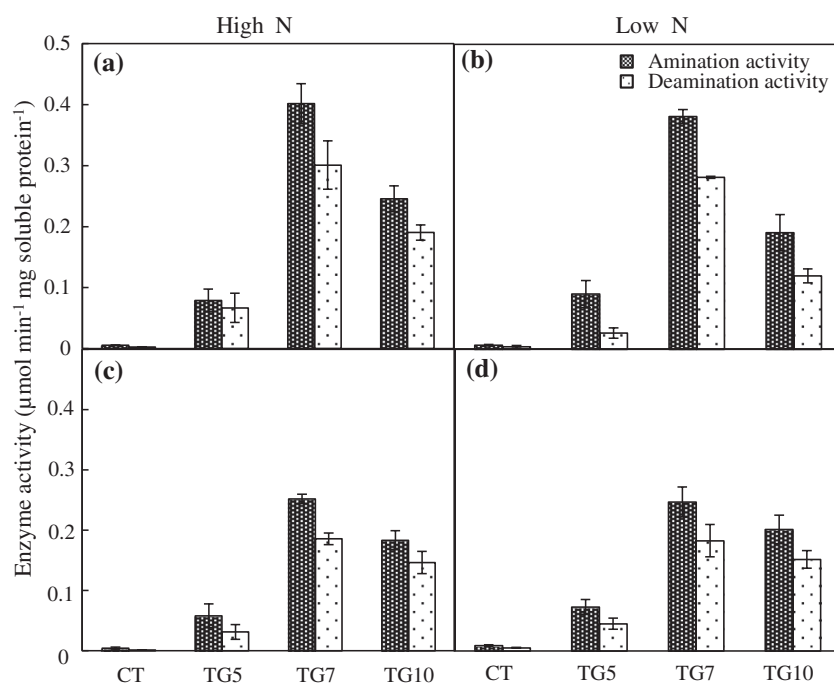 High N
Low N
Enzyme activity (μmol min⁻¹ mg soluble protein⁻¹)
0.5
0.4
0.3
0.2
0.1
0
(a)
(b)
Amination activity
Deamination activity
0.2
0.3
0.2
0.1
0
(c)
(d)
CT TG5 TG7 TG10
CT TG5 TG7 TG10